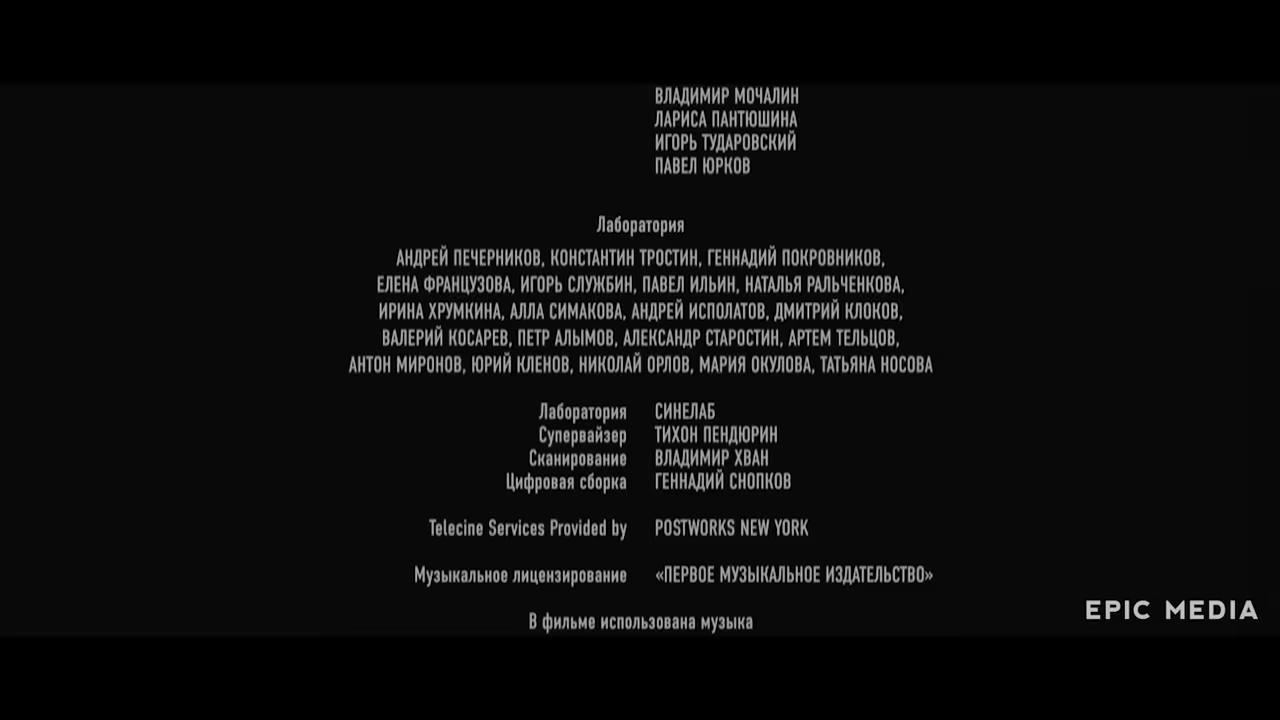 ВЛАДИМИР МОЧАЛИН
ЛАРИСА ПАНТЮШИНА
ИГОРЬ ТУДАРОВСКИЙ
ПАВЕЛ ЮРКОВ
Лаборатория
АНДРЕЙ ПЕЧЕРНИКОВ, КОНСТАНТИН ТРОСТИН, ГЕННАДИЙ ПОКРОВНИКОВ,
ЕЛЕНА ФРАНЦУЗОВА, ИГОРЬ СЛУЖБИН, ПАВЕЛ ИЛЬИН, НАТАЛЬЯ РАЛЬЧЕНКОВА,
ИРИНА ХРУМКИНА, АЛЛА СИМАКОВА, АНДРЕЙ ИСПОЛАТОВ, ДМИТРИЙ КЛОКОВ,
ВАЛЕРИЙ КОСАРЕВ, ПЕТР АЛЫМОВ, АЛЕКСАНДР СТАРОСТИН, АРТЕМ ТЕЛЬЦОВ,
АНТОН МИРОНОВ, ЮРИЙ КЛЕНОВ, НИКОЛАЙ ОРЛОВ, МАРИЯ ОКУЛОВА, ТАТЬЯНА НОСОВА
Лаборатория СИНЕЛАБ
Супервайзер ТИХОН ПЕНДЮРИН
Сканирование ВЛАДИМИР ХВАН
Цифровая сборка ГЕННАДИЙ СНОПКОВ
Telecine Services Provided by POSTWORKS NEW YORK
Музыкальное лицензирование «ПЕРВОЕ МУЗЫКАЛЬНОЕ ИЗДАТЕЛЬСТВО»
В фильме использована музыка
EPIC MEDIA